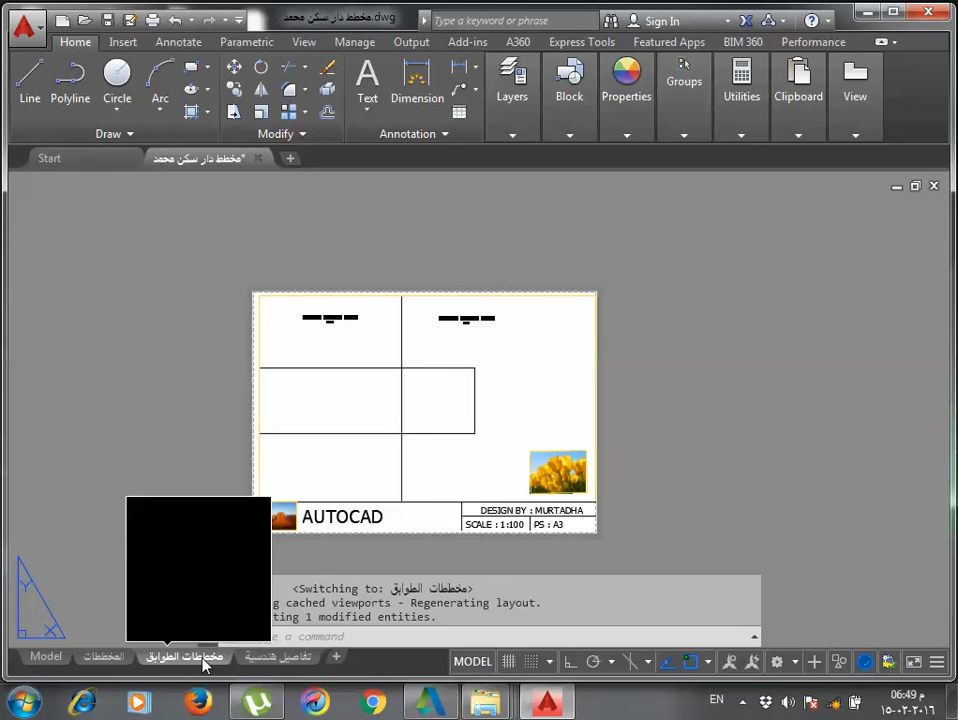 مخطط دار سكن محمد.dwg
Type a keyword or phrase
Sign In
Home Insert Annotate Parametric View Manage Output Add-ins A360 Express Tools Featured Apps BIM 360 Performance
Line Polyline Circle Arc Text Dimension Layers Block Properties Groups Utilities Clipboard View
Draw Modify Annotation
Start *مخطط دار سكن محمد
AUTOCAD
DESIGN BY : MURTADHA
SCALE : 1:100 PS : A3
<Switching to: مخططات الطوابق>
g cached viewports - Regenerating layout.
ting 1 modified entities.
e a command
Y
X
Model المخططات مخططات الطوابق تفاصيل هندسية
MODEL
EN
06:49 م
١٥-٠٢-٢٠١٦